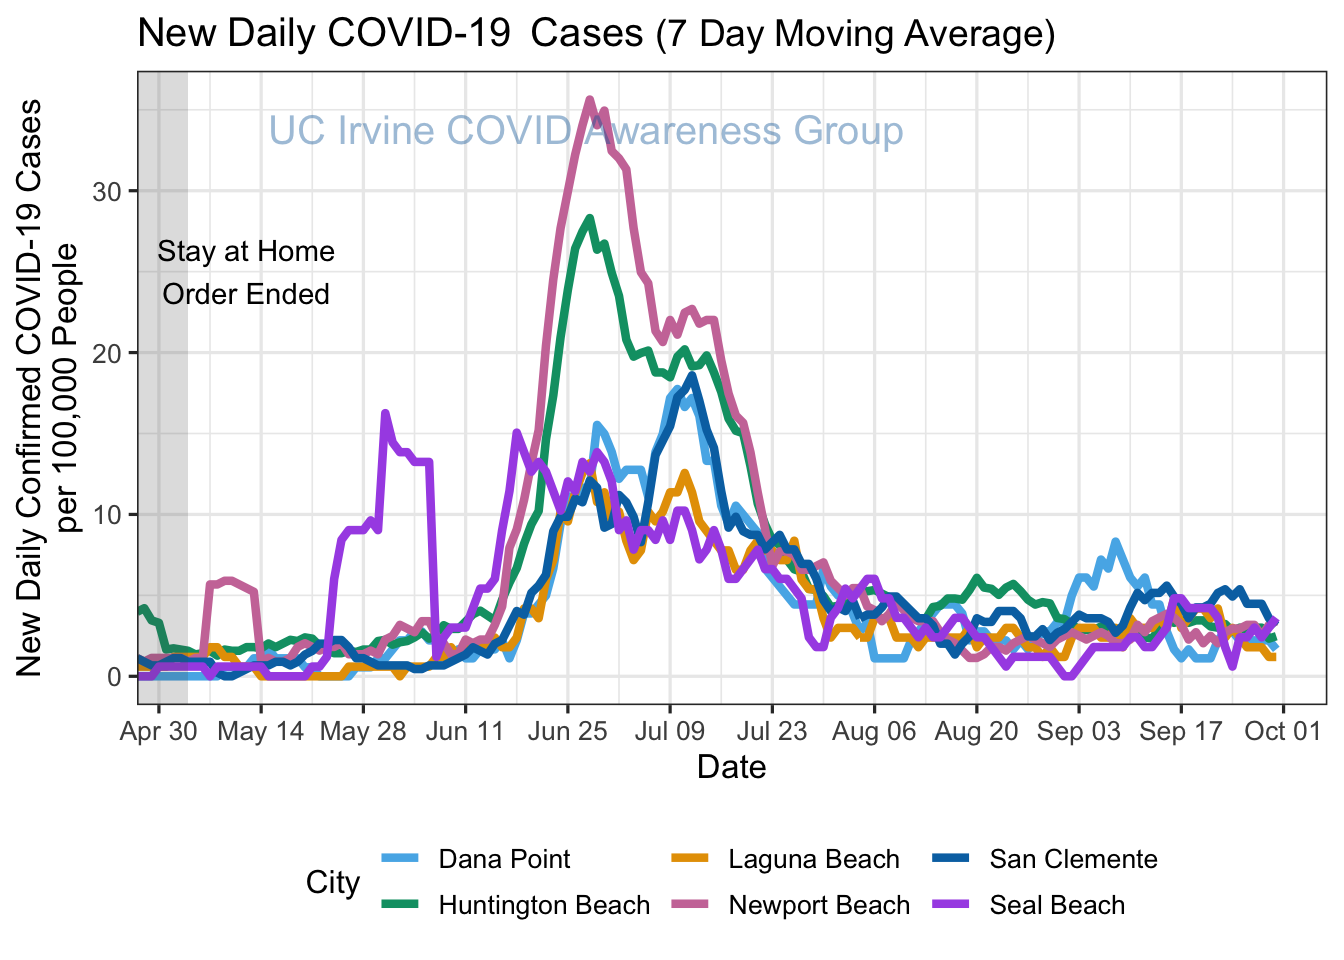 New Daily COVID-19  Cases (7 Day Moving Average)
UC Irvine COVID Awareness Group
Stay at Home
Order Ended
New Daily Confirmed COVID-19 Cases
per 100,000 People
30
20
10
0
Apr 30 May 14 May 28 Jun 11 Jun 25 Jul 09 Jul 23 Aug 06 Aug 20 Sep 03 Sep 17 Oct 01
Date
City
Dana Point Laguna Beach San Clemente
Huntington Beach Newport Beach Seal Beach